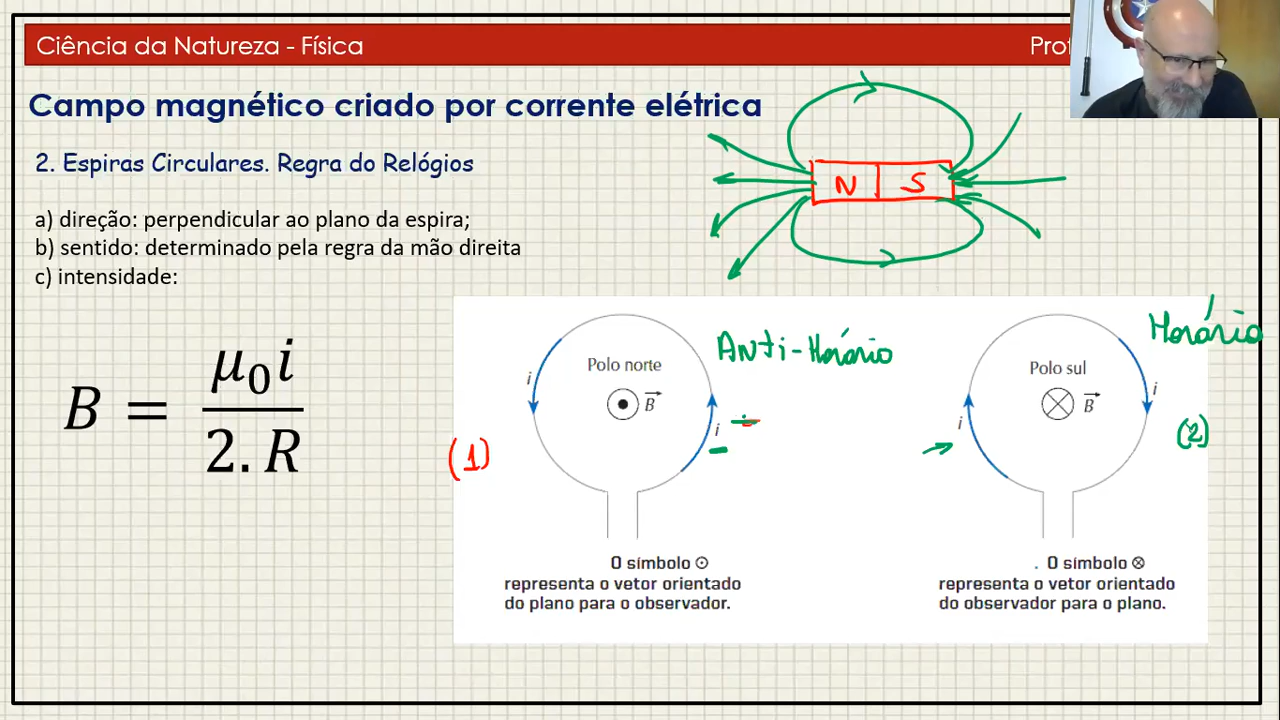 Ciência da Natureza - Física
Prof
Campo magnético criado por corrente elétrica
2. Espiras Circulares. Regra do Relógios
a) direção: perpendicular ao plano da espira;
b) sentido: determinado pela regra da mão direita
c) intensidade:
N S
B = μ₀i / 2.R
Anti-Horário
Horário
Polo norte
i
B⃗
i
(1)
Polo sul
i
B⃗
i
(2)
O símbolo ⊙
representa o vetor orientado
do plano para o observador.
O símbolo ⊗
representa o vetor orientado
do observador para o plano.